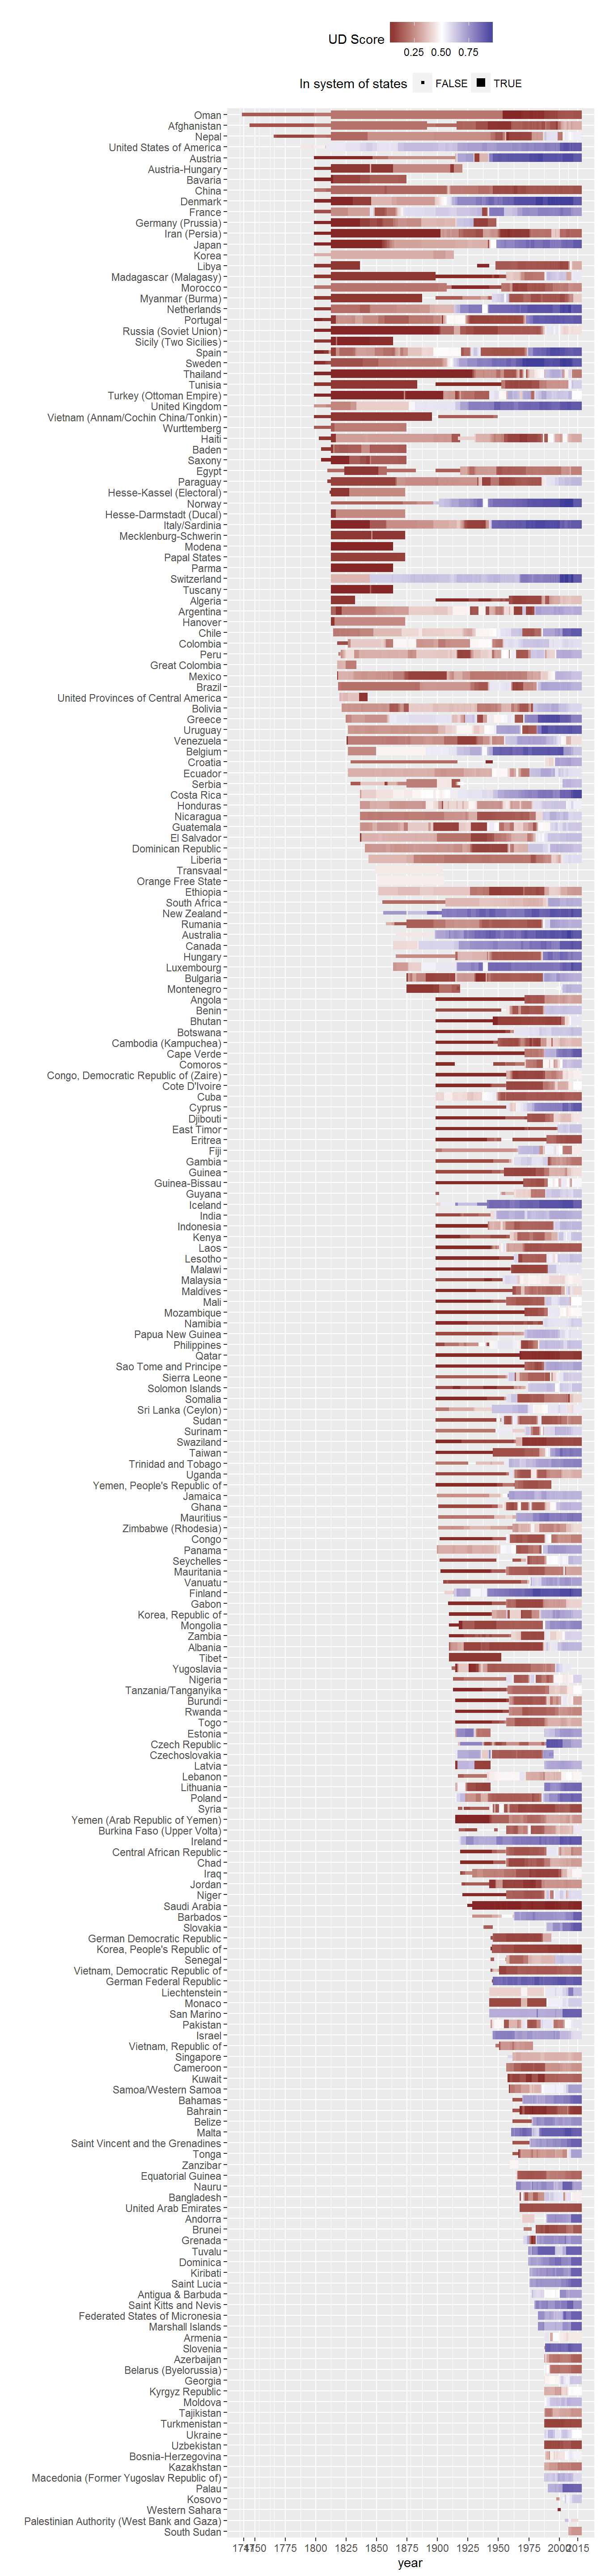 UD Score
0.25 0.50 0.75
In system of states FALSE TRUE
Oman
Afghanistan
Nepal
United States of America
Austria
Austria-Hungary
Bavaria
China
Denmark
France
Germany (Prussia)
Iran (Persia)
Japan
Korea
Libya
Madagascar (Malagasy)
Morocco
Myanmar (Burma)
Netherlands
Portugal
Russia (Soviet Union)
Sicily (Two Sicilies)
Spain
Sweden
Thailand
Tunisia
Turkey (Ottoman Empire)
United Kingdom
Vietnam (Annam/Cochin China/Tonkin)
Wurttemberg
Haiti
Baden
Saxony
Egypt
Paraguay
Hesse-Kassel (Electoral)
Norway
Hesse-Darmstadt (Ducal)
Italy/Sardinia
Mecklenburg-Schwerin
Modena
Papal States
Parma
Switzerland
Tuscany
Algeria
Argentina
Hanover
Chile
Colombia
Peru
Great Colombia
Mexico
Brazil
United Provinces of Central America
Bolivia
Greece
Uruguay
Venezuela
Belgium
Croatia
Ecuador
Serbia
Costa Rica
Honduras
Nicaragua
Guatemala
El Salvador
Dominican Republic
Liberia
Transvaal
Orange Free State
Ethiopia
South Africa
New Zealand
Rumania
Australia
Canada
Hungary
Luxembourg
Bulgaria
Montenegro
Angola
Benin
Bhutan
Botswana
Cambodia (Kampuchea)
Cape Verde
Comoros
Congo, Democratic Republic of (Zaire)
Cote D'Ivoire
Cuba
Cyprus
Djibouti
East Timor
Eritrea
Fiji
Gambia
Guinea
Guinea-Bissau
Guyana
Iceland
India
Indonesia
Kenya
Laos
Lesotho
Malawi
Malaysia
Maldives
Mali
Mozambique
Namibia
Papua New Guinea
Philippines
Qatar
Sao Tome and Principe
Sierra Leone
Solomon Islands
Somalia
Sri Lanka (Ceylon)
Sudan
Surinam
Swaziland
Taiwan
Trinidad and Tobago
Uganda
Yemen, People's Republic of
Jamaica
Ghana
Mauritius
Zimbabwe (Rhodesia)
Congo
Panama
Seychelles
Mauritania
Vanuatu
Finland
Gabon
Korea, Republic of
Mongolia
Zambia
Albania
Tibet
Yugoslavia
Nigeria
Tanzania/Tanganyika
Burundi
Rwanda
Togo
Estonia
Czech Republic
Czechoslovakia
Latvia
Lebanon
Lithuania
Poland
Syria
Yemen (Arab Republic of Yemen)
Burkina Faso (Upper Volta)
Ireland
Central African Republic
Chad
Iraq
Jordan
Niger
Saudi Arabia
Barbados
Slovakia
German Democratic Republic
Korea, People's Republic of
Senegal
Vietnam, Democratic Republic of
German Federal Republic
Liechtenstein
Monaco
San Marino
Pakistan
Israel
Vietnam, Republic of
Singapore
Cameroon
Kuwait
Samoa/Western Samoa
Bahamas
Bahrain
Belize
Malta
Saint Vincent and the Grenadines
Tonga
Zanzibar
Equatorial Guinea
Nauru
Bangladesh
United Arab Emirates
Andorra
Brunei
Grenada
Tuvalu
Dominica
Kiribati
Saint Lucia
Antigua & Barbuda
Saint Kitts and Nevis
Federated States of Micronesia
Marshall Islands
Armenia
Slovenia
Azerbaijan
Belarus (Byelorussia)
Georgia
Kyrgyz Republic
Moldova
Tajikistan
Turkmenistan
Ukraine
Uzbekistan
Bosnia-Herzegovina
Kazakhstan
Macedonia (Former Yugoslav Republic of)
Palau
Kosovo
Western Sahara
Palestinian Authority (West Bank and Gaza)
South Sudan
1750 1775 1800 1825 1850 1875 1900 1925 1950 1975 2000 2015
year